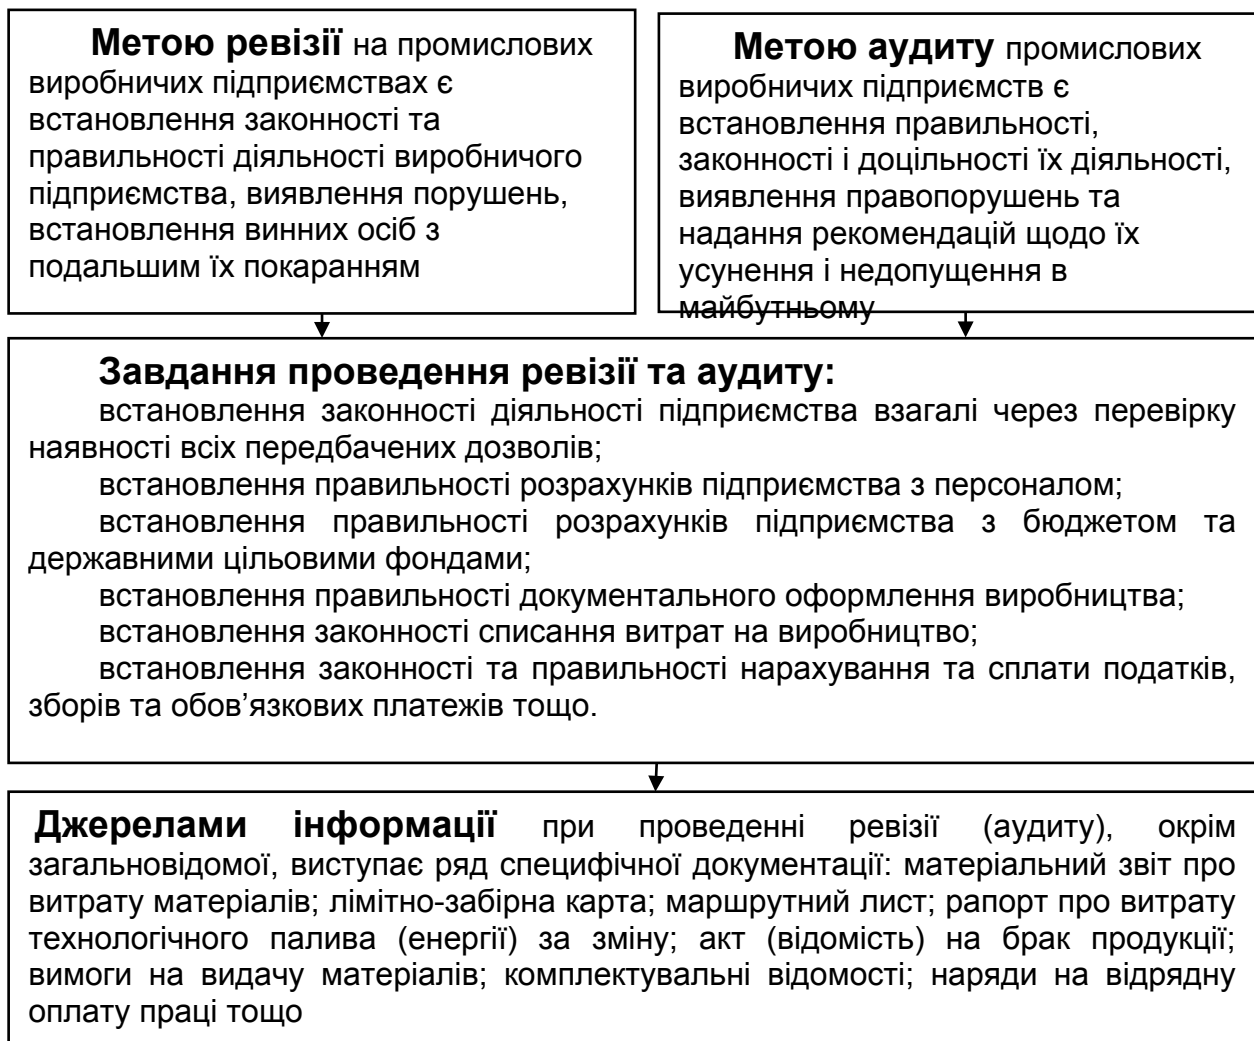 Метою ревізії на промислових
виробничих підприємствах є
встановлення законності та
правильності діяльності виробничого
підприємства, виявлення порушень,
встановлення винних осіб з
подальшим їх покаранням
Метою аудиту промислових
виробничих підприємств є
встановлення правильності,
законності і доцільності їх діяльності,
виявлення правопорушень та
надання рекомендацій щодо їх
усунення і недопущення в
майбутньому
Завдання проведення ревізії та аудиту:
встановлення законності діяльності підприємства взагалі через перевірку
наявності всіх передбачених дозволів;
встановлення правильності розрахунків підприємства з персоналом;
встановлення правильності розрахунків підприємства з бюджетом та
державними цільовими фондами;
встановлення правильності документального оформлення виробництва;
встановлення законності списання витрат на виробництво;
встановлення законності та правильності нарахування та сплати податків,
зборів та обов’язкових платежів тощо.
Джерелами інформації при проведенні ревізії (аудиту), окрім
загальновідомої, виступає ряд специфічної документації: матеріальний звіт про
витрату матеріалів; лімітно-забірна карта; маршрутний лист; рапорт про витрату
технологічного палива (енергії) за зміну; акт (відомість) на брак продукції;
вимоги на видачу матеріалів; комплектувальні відомості; наряди на відрядну
оплату праці тощо